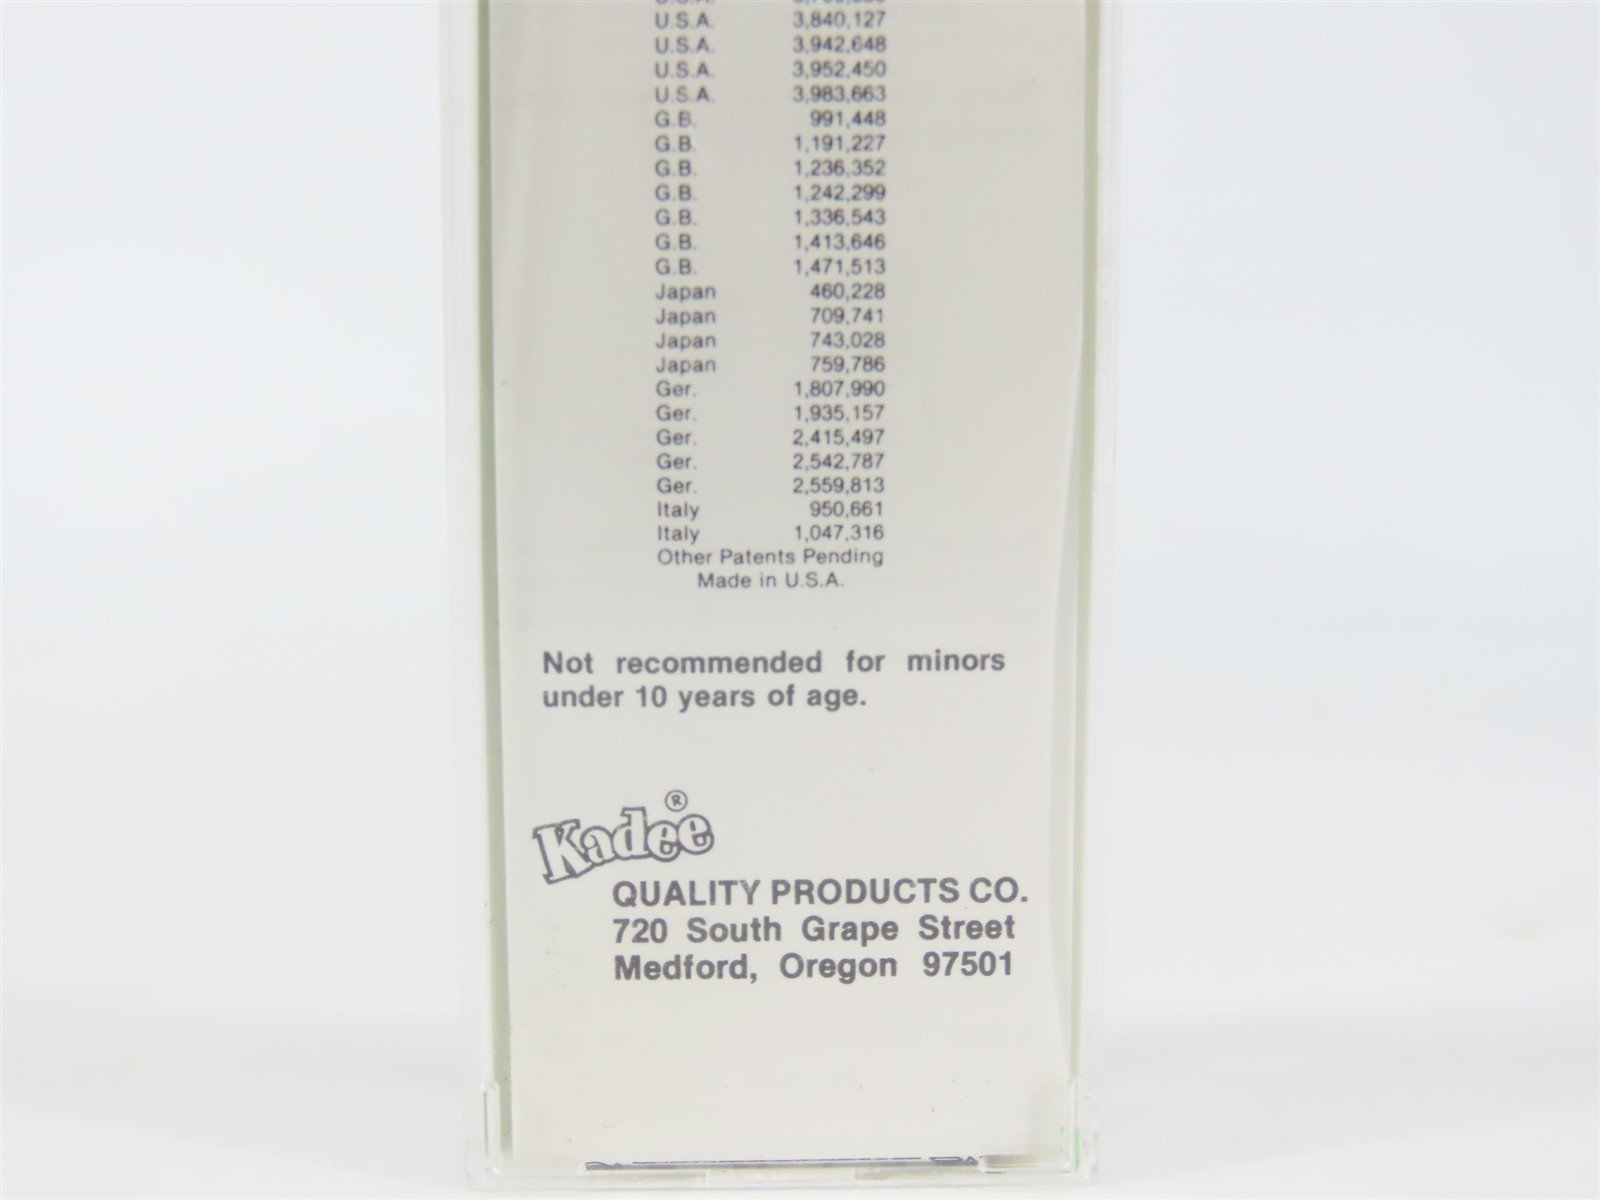 U.S.A. 3,840,127
U.S.A. 3,942,648
U.S.A. 3,952,450
U.S.A. 3,983,663
G.B. 991,448
G.B. 1,191,227
G.B. 1,236,352
G.B. 1,242,299
G.B. 1,336,543
G.B. 1,413,646
G.B. 1,471,513
Japan 460,228
Japan 709,741
Japan 743,028
Japan 759,786
Ger. 1,807,990
Ger. 1,935,157
Ger. 2,415,497
Ger. 2,542,787
Ger. 2,559,813
Italy 950,661
Italy 1,047,316
Other Patents Pending
Made in U.S.A.
Not recommended for minors
under 10 years of age.
Kadee®
QUALITY PRODUCTS CO.
720 South Grape Street
Medford, Oregon 97501